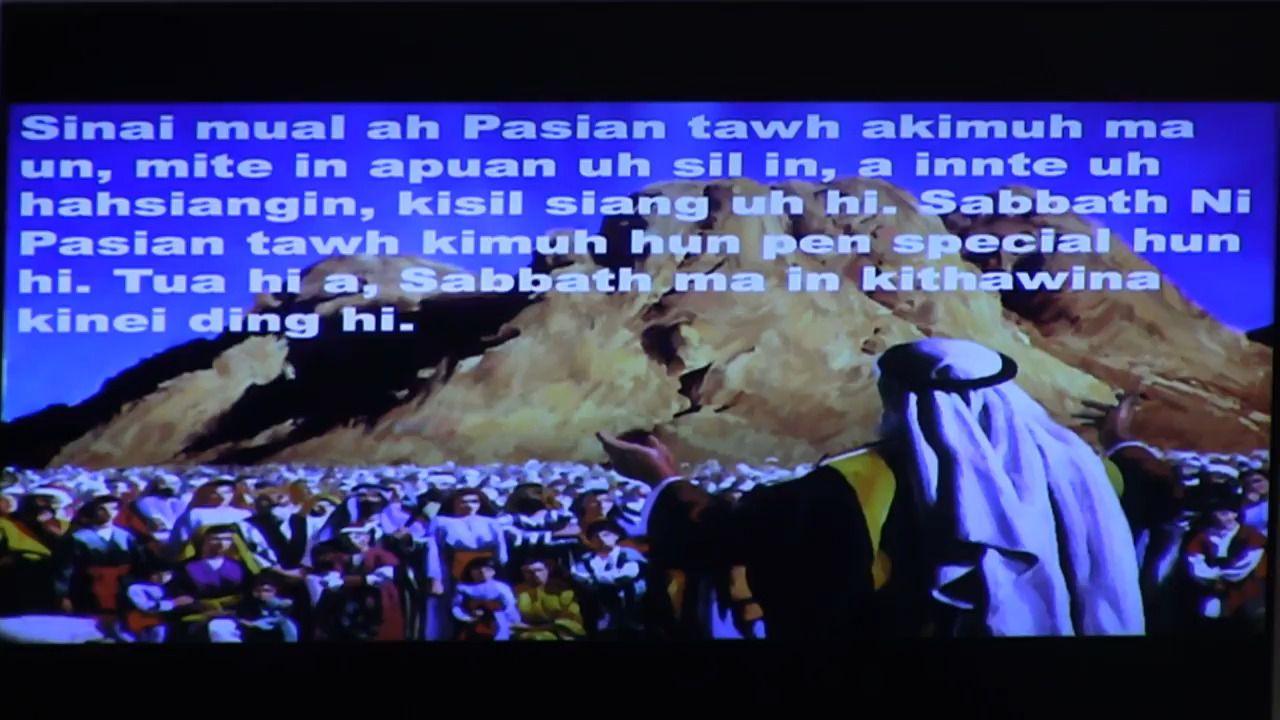 Sinai mual ah Pasian tawh akimuh ma
un, mite in apuan uh sil in, a innte uh
hahsiangin, kisil siang uh hi. Sabbath Ni
Pasian tawh kimuh hun pen special hun
hi. Tua hi a, Sabbath ma in kithawina
kinei ding hi.